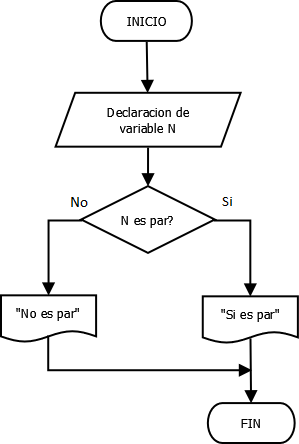 INICIO
Declaracion de
variable N
N es par?
No
Si
"No es par"
"Si es par"
FIN